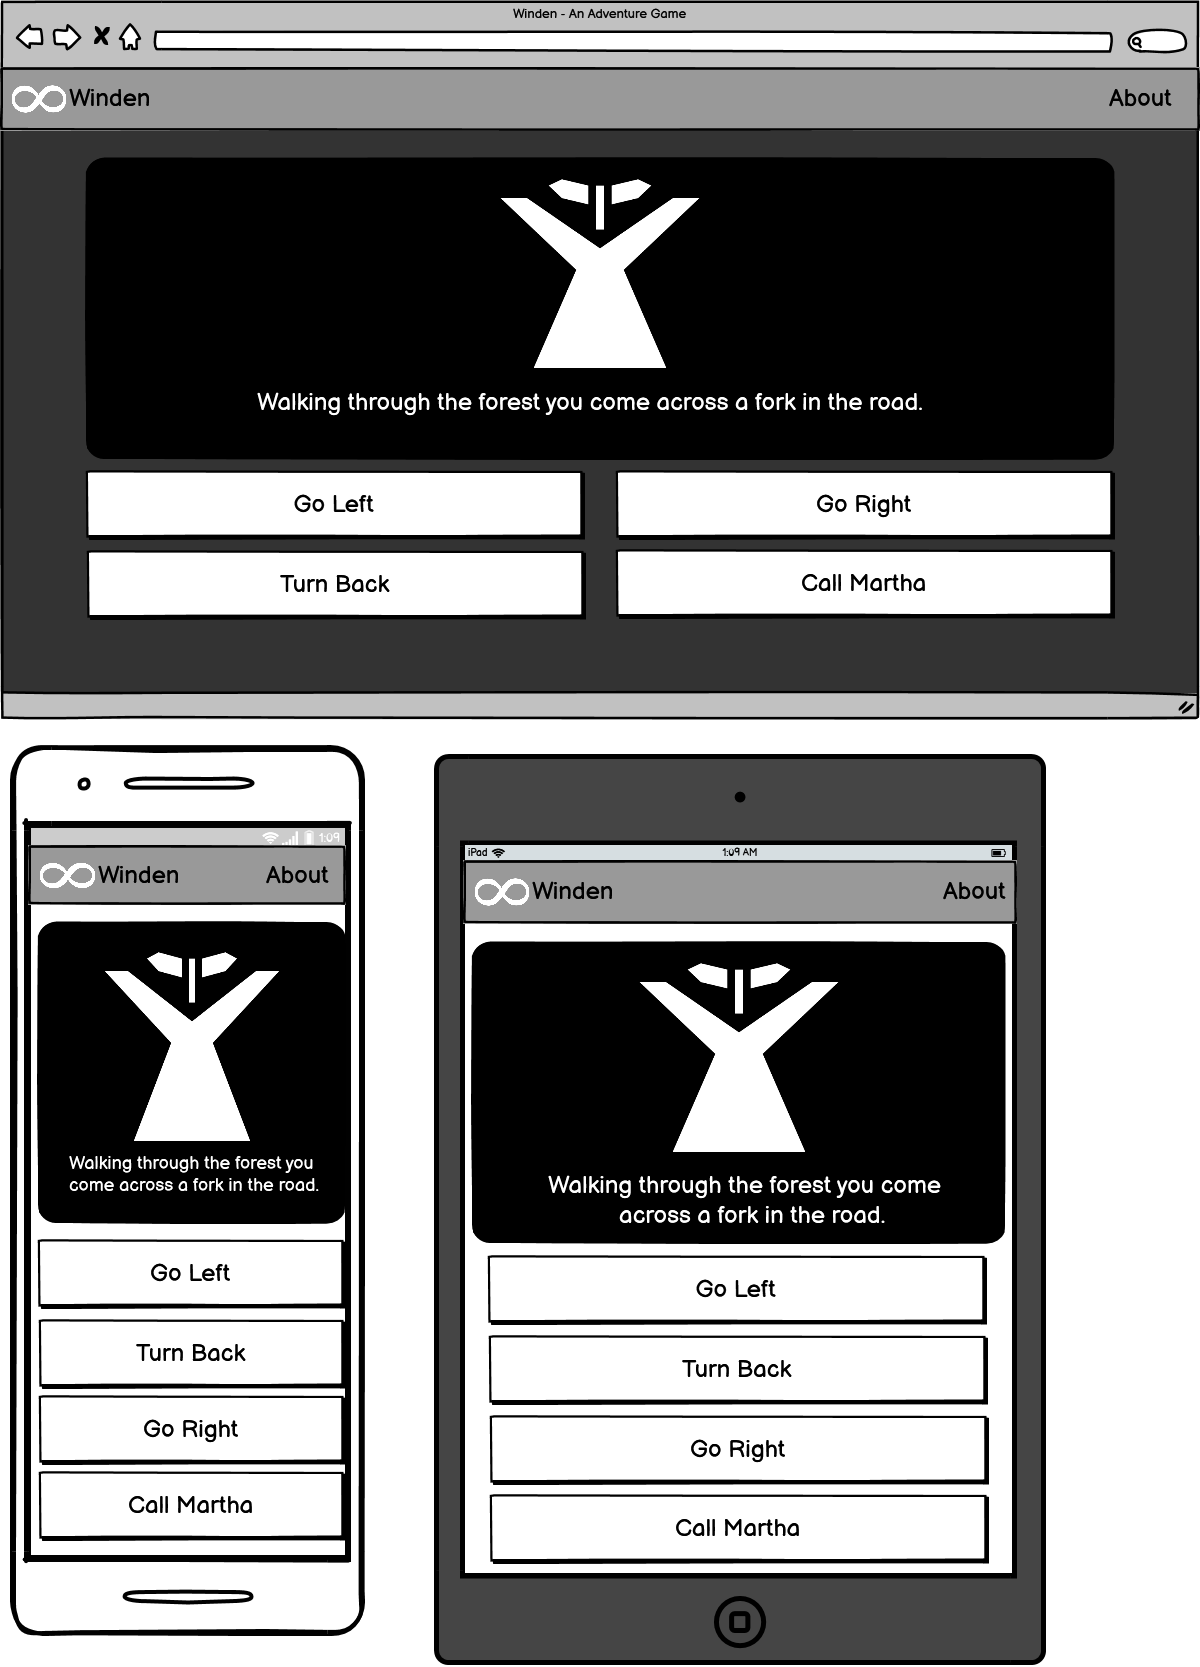 Winden - An Adventure Game
Winden
About
Walking through the forest you come across a fork in the road.
Go Left
Go Right
Turn Back
Call Martha
1:09
Winden
About
Walking through the forest you
come across a fork in the road.
Go Left
Turn Back
Go Right
Call Martha
iPad
1:09 AM
Winden
About
Walking through the forest you come
across a fork in the road.
Go Left
Turn Back
Go Right
Call Martha